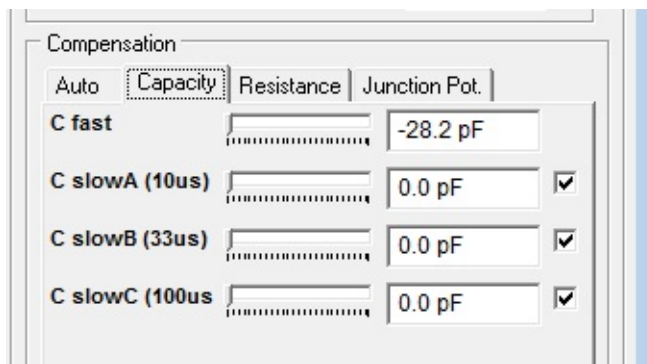 Compensation
Auto Capacity Resistance Junction Pot.
C fast -28.2 pF
C slowA (10us) 0.0 pF
C slowB (33us) 0.0 pF
C slowC (100us 0.0 pF